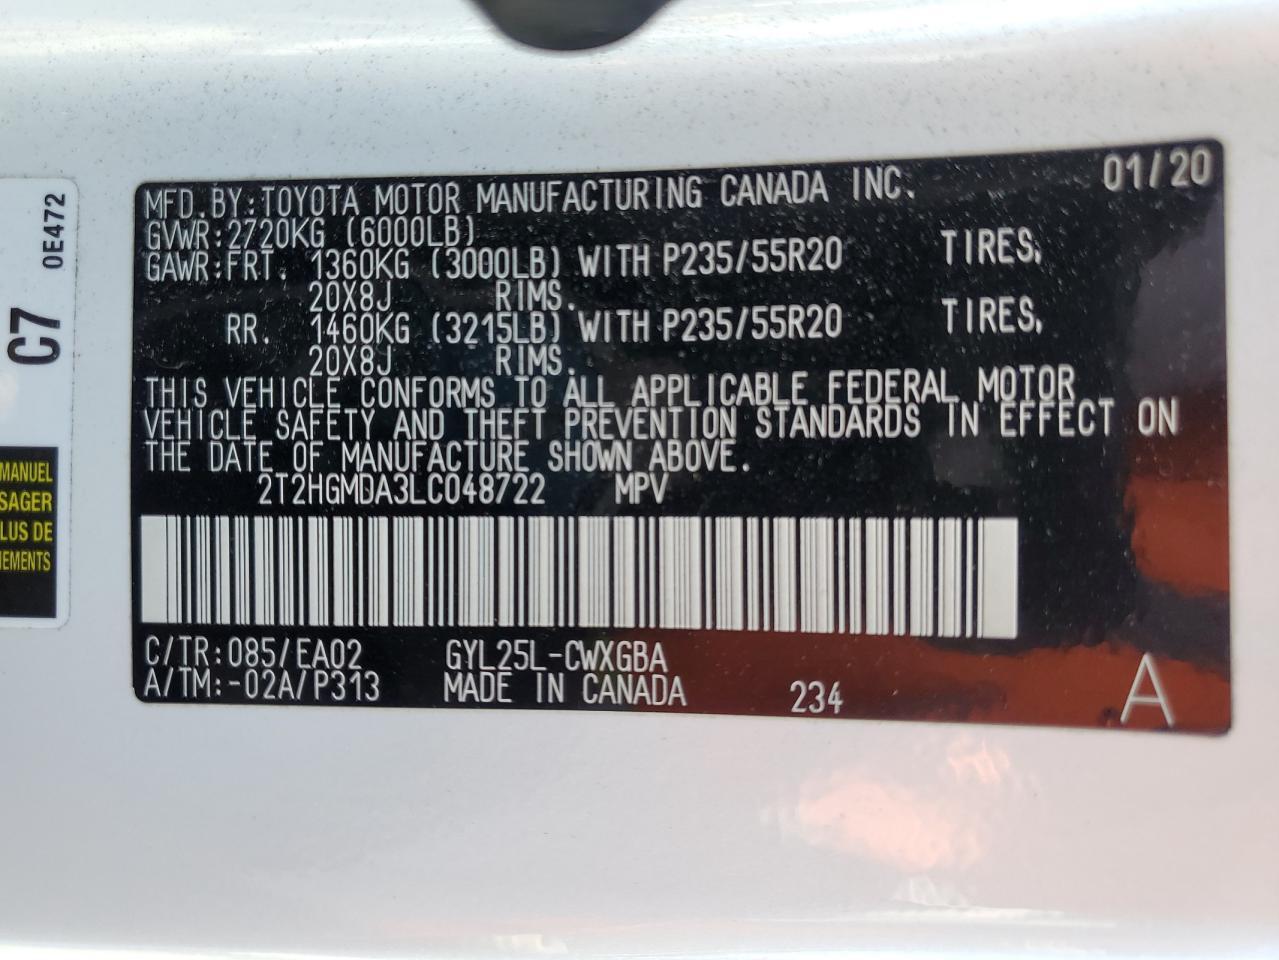 MFD.BY:TOYOTA MOTOR MANUFACTURING CANADA INC. 01/20
GVWR:2720KG (6000LB)
GAWR:FRT. 1360KG (3000LB) WITH P235/55R20 TIRES,
20X8J RIMS.
RR. 1460KG (3215LB) WITH P235/55R20 TIRES,
20X8J RIMS.
THIS VEHICLE CONFORMS TO ALL APPLICABLE FEDERAL MOTOR
VEHICLE SAFETY AND THEFT PREVENTION STANDARDS IN EFFECT ON
THE DATE OF MANUFACTURE SHOWN ABOVE.
2T2HGMDA3LC048722 MPV
C/TR:085/EA02 GYL25L-CWXGBA
A/TM:-02A/P313 MADE IN CANADA 234 A
C7 0E472
MANUEL
SAGER
LUS DE
EMENTS